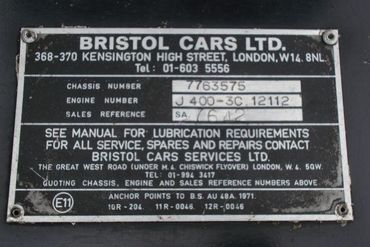 BRISTOL CARS LTD.
368-370 KENSINGTON HIGH STREET, LONDON, W14. 8NL.
Tel: 01-603 5556
CHASSIS NUMBER 7763575
ENGINE NUMBER J 400-3C. 12112
SALES REFERENCE SA. 642
SEE MANUAL FOR LUBRICATION REQUIREMENTS
FOR ALL SERVICE, SPARES AND REPAIRS CONTACT
BRISTOL CARS SERVICES LTD.
THE GREAT WEST ROAD (UNDER M.4. CHISWICK FLYOVER) LONDON, W.4. 5QW.
TEL: 01-994 3417
QUOTING CHASSIS, ENGINE AND SALES REFERENCE NUMBERS ABOVE.
E11 ANCHOR POINTS TO B.S. AU 48A. 1971.
10R-204. 11R-0046. 12R-.0046